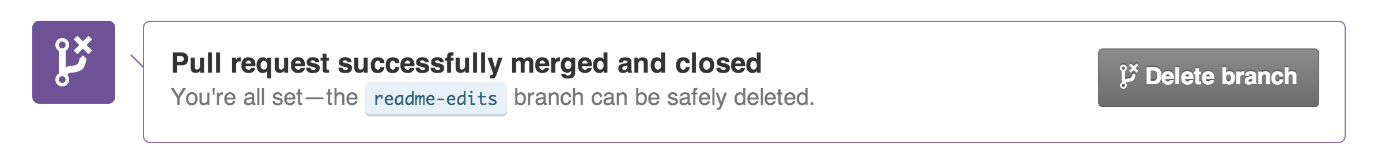 Pull request successfully merged and closed
You're all set—the readme-edits branch can be safely deleted.
Delete branch